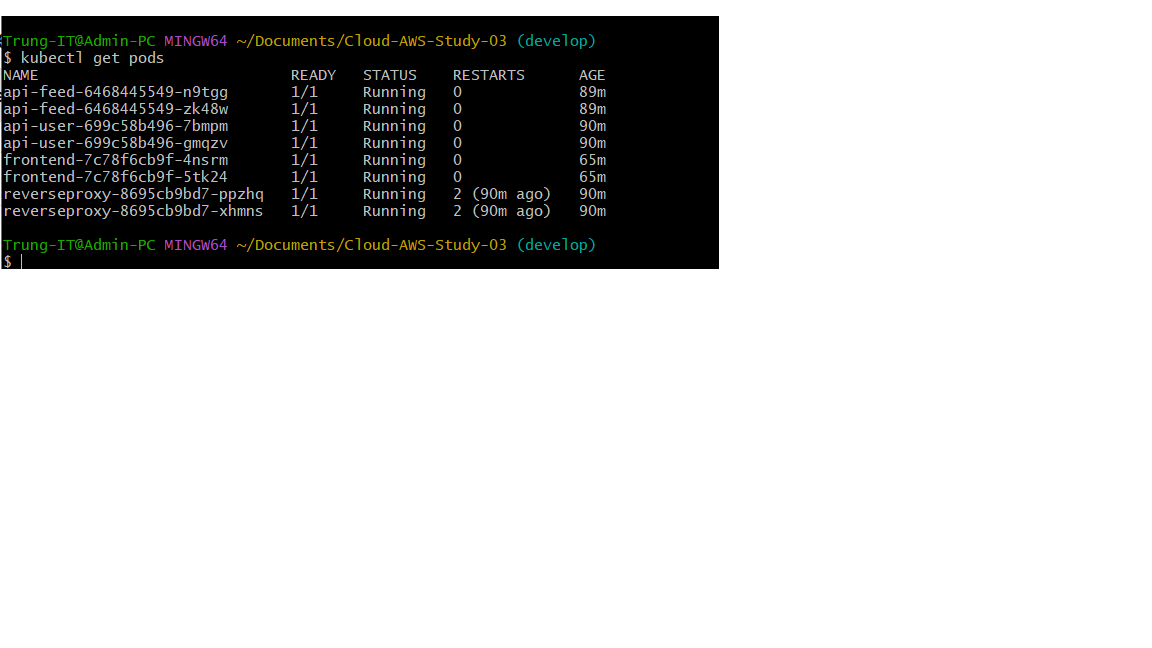 Trung-IT@Admin-PC MINGW64 ~/Documents/Cloud-AWS-Study-03 (develop)
$ kubectl get pods
NAME                            READY   STATUS    RESTARTS      AGE
api-feed-6468445549-n9tgg       1/1     Running   0             89m
api-feed-6468445549-zk48w       1/1     Running   0             89m
api-user-699c58b496-7bmpm       1/1     Running   0             90m
api-user-699c58b496-gmqzv       1/1     Running   0             90m
frontend-7c78f6cb9f-4nsrm       1/1     Running   0             65m
frontend-7c78f6cb9f-5tk24       1/1     Running   0             65m
reverseproxy-8695cb9bd7-ppzhq   1/1     Running   2 (90m ago)   90m
reverseproxy-8695cb9bd7-xhmns   1/1     Running   2 (90m ago)   90m
Trung-IT@Admin-PC MINGW64 ~/Documents/Cloud-AWS-Study-03 (develop)
$